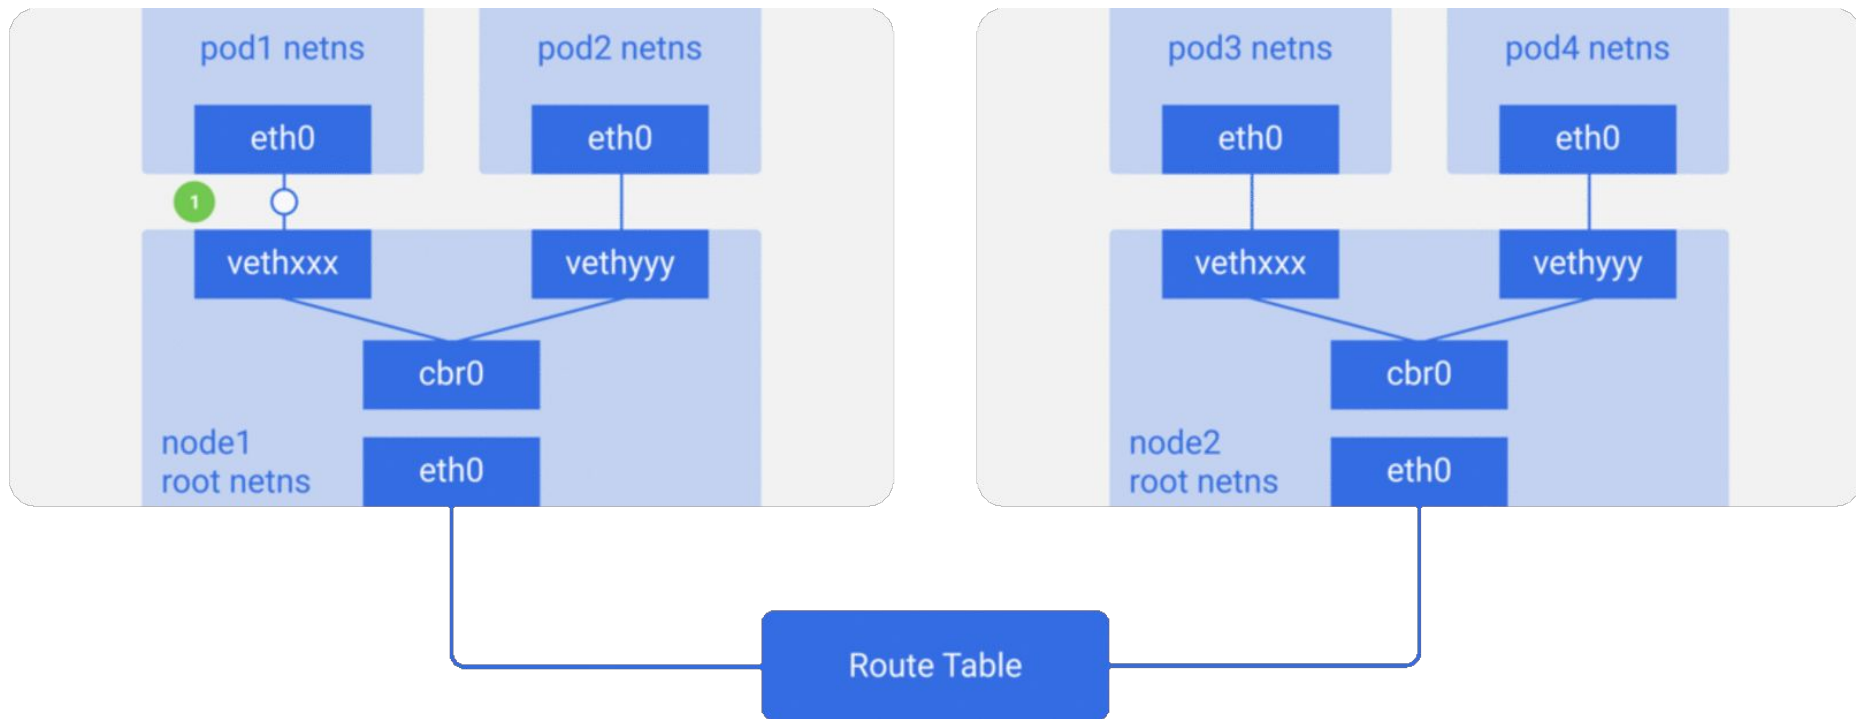 pod1 netns
pod2 netns
pod3 netns
pod4 netns
eth0
eth0
eth0
eth0
1
vethxxx
vethyyy
vethxxx
vethyyy
cbr0
cbr0
node1
root netns
eth0
node2
root netns
eth0
Route Table